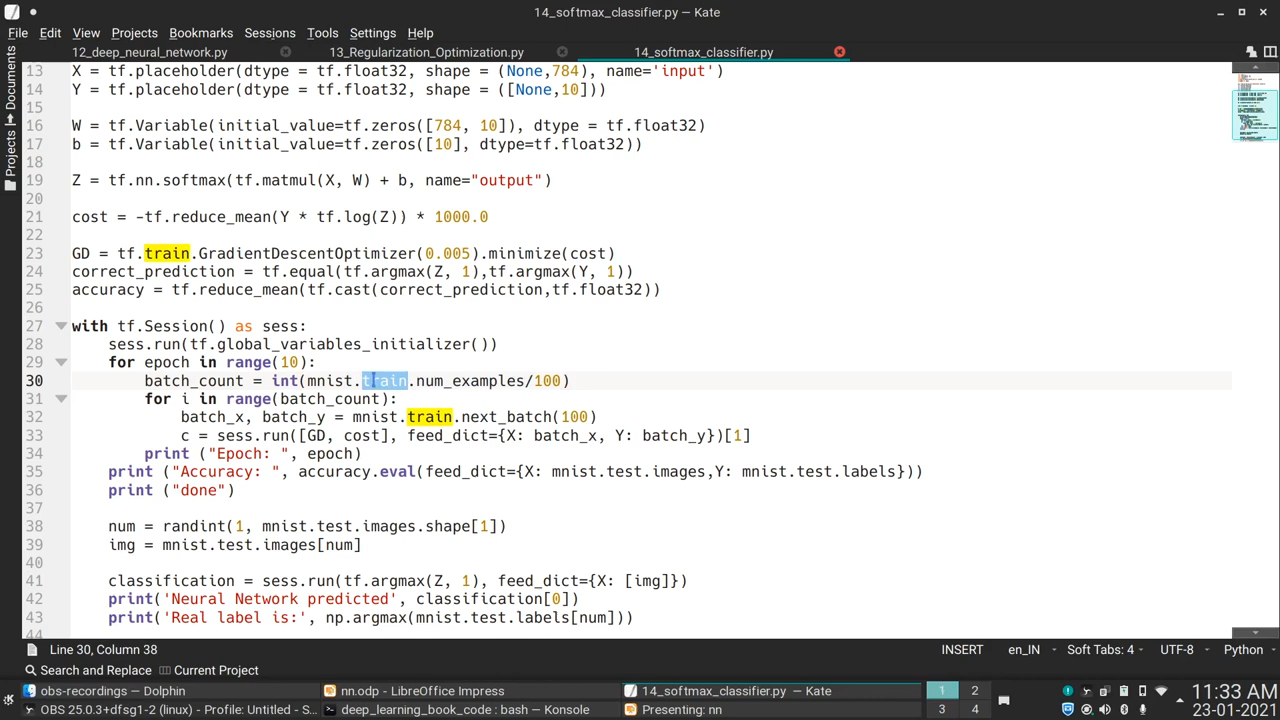 14_softmax_classifier.py — Kate
File Edit View Projects Bookmarks Sessions Tools Settings Help
12_deep_neural_network.py 13_Regularization_Optimization.py 14_softmax_classifier.py
Documents
Projects
13 X = tf.placeholder(dtype = tf.float32, shape = (None,784), name='input')
14 Y = tf.placeholder(dtype = tf.float32, shape = ([None,10]))
15
16 W = tf.Variable(initial_value=tf.zeros([784, 10]), dtype = tf.float32)
17 b = tf.Variable(initial_value=tf.zeros([10], dtype=tf.float32))
18
19 Z = tf.nn.softmax(tf.matmul(X, W) + b, name="output")
20
21 cost = -tf.reduce_mean(Y * tf.log(Z)) * 1000.0
22
23 GD = tf.train.GradientDescentOptimizer(0.005).minimize(cost)
24 correct_prediction = tf.equal(tf.argmax(Z, 1),tf.argmax(Y, 1))
25 accuracy = tf.reduce_mean(tf.cast(correct_prediction,tf.float32))
26
27 with tf.Session() as sess:
28 sess.run(tf.global_variables_initializer())
29 for epoch in range(10):
30 batch_count = int(mnist.train.num_examples/100)
31 for i in range(batch_count):
32 batch_x, batch_y = mnist.train.next_batch(100)
33 c = sess.run([GD, cost], feed_dict={X: batch_x, Y: batch_y})[1]
34 print ("Epoch: ", epoch)
35 print ("Accuracy: ", accuracy.eval(feed_dict={X: mnist.test.images,Y: mnist.test.labels}))
36 print ("done")
37
38 num = randint(1, mnist.test.images.shape[1])
39 img = mnist.test.images[num]
40
41 classification = sess.run(tf.argmax(Z, 1), feed_dict={X: [img]})
42 print('Neural Network predicted', classification[0])
43 print('Real label is:', np.argmax(mnist.test.labels[num]))
44
Line 30, Column 38 INSERT en_IN Soft Tabs: 4 UTF-8 Python
Search and Replace Current Project
obs-recordings — Dolphin nn.odp - LibreOffice Impress 14_softmax_classifier.py — Kate 1 2 11:33 AM
OBS 25.0.3+dfsg1-2 (linux) - Profile: Untitled - S... deep_learning_book_code : bash — Konsole Presenting: nn 3 4 23-01-2021